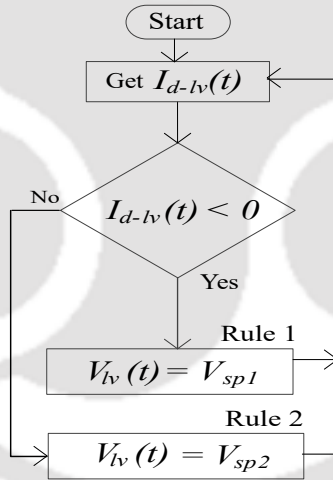 Start
Get I_{d-lv}(t)
I_{d-lv}(t) < 0
No
Yes
Rule 1
V_{lv}(t) = V_{sp1}
Rule 2
V_{lv}(t) = V_{sp2}